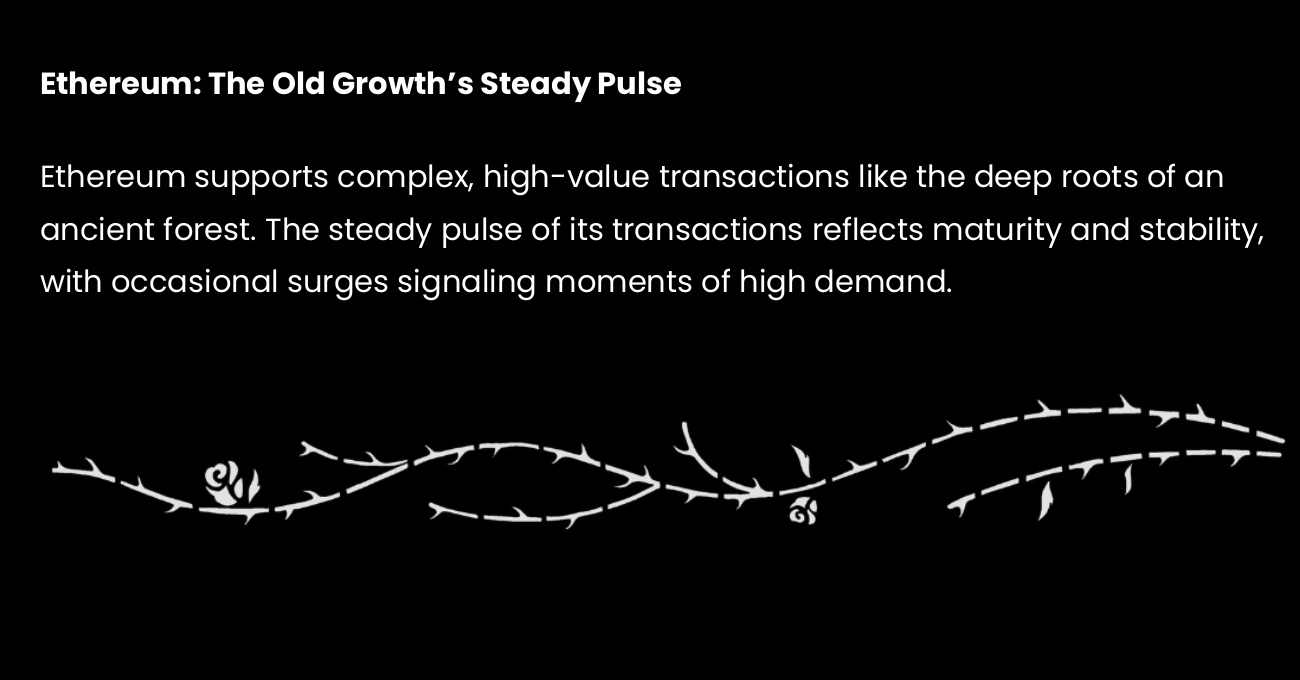 Ethereum: The Old Growth’s Steady Pulse
Ethereum supports complex, high-value transactions like the deep roots of an
ancient forest. The steady pulse of its transactions reflects maturity and stability,
with occasional surges signaling moments of high demand.